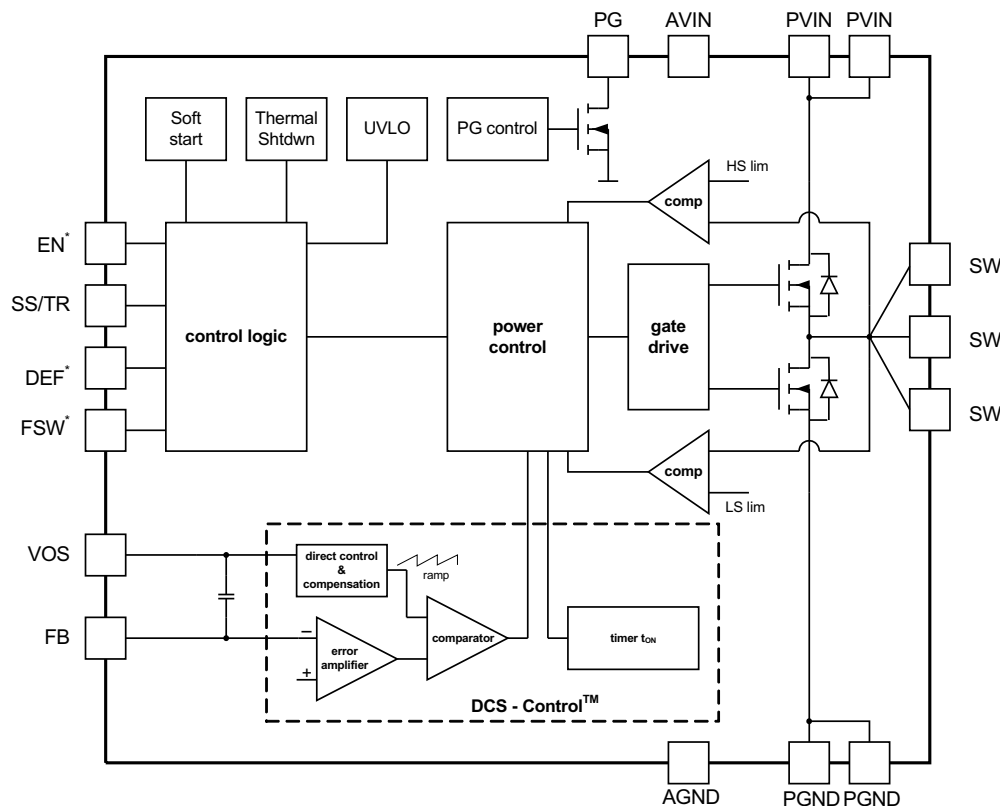 PG
AVIN
PVIN
PVIN
Soft
start
Thermal
Shtdwn
UVLO
PG control
HS lim
comp
EN*
SS/TR
DEF*
FSW*
control logic
power
control
gate
drive
SW
SW
SW
comp
LS lim
VOS
FB
direct control
&
compensation
ramp
error
amplifier
−
+
comparator
timer tON
DCS - Control™
AGND
PGND
PGND